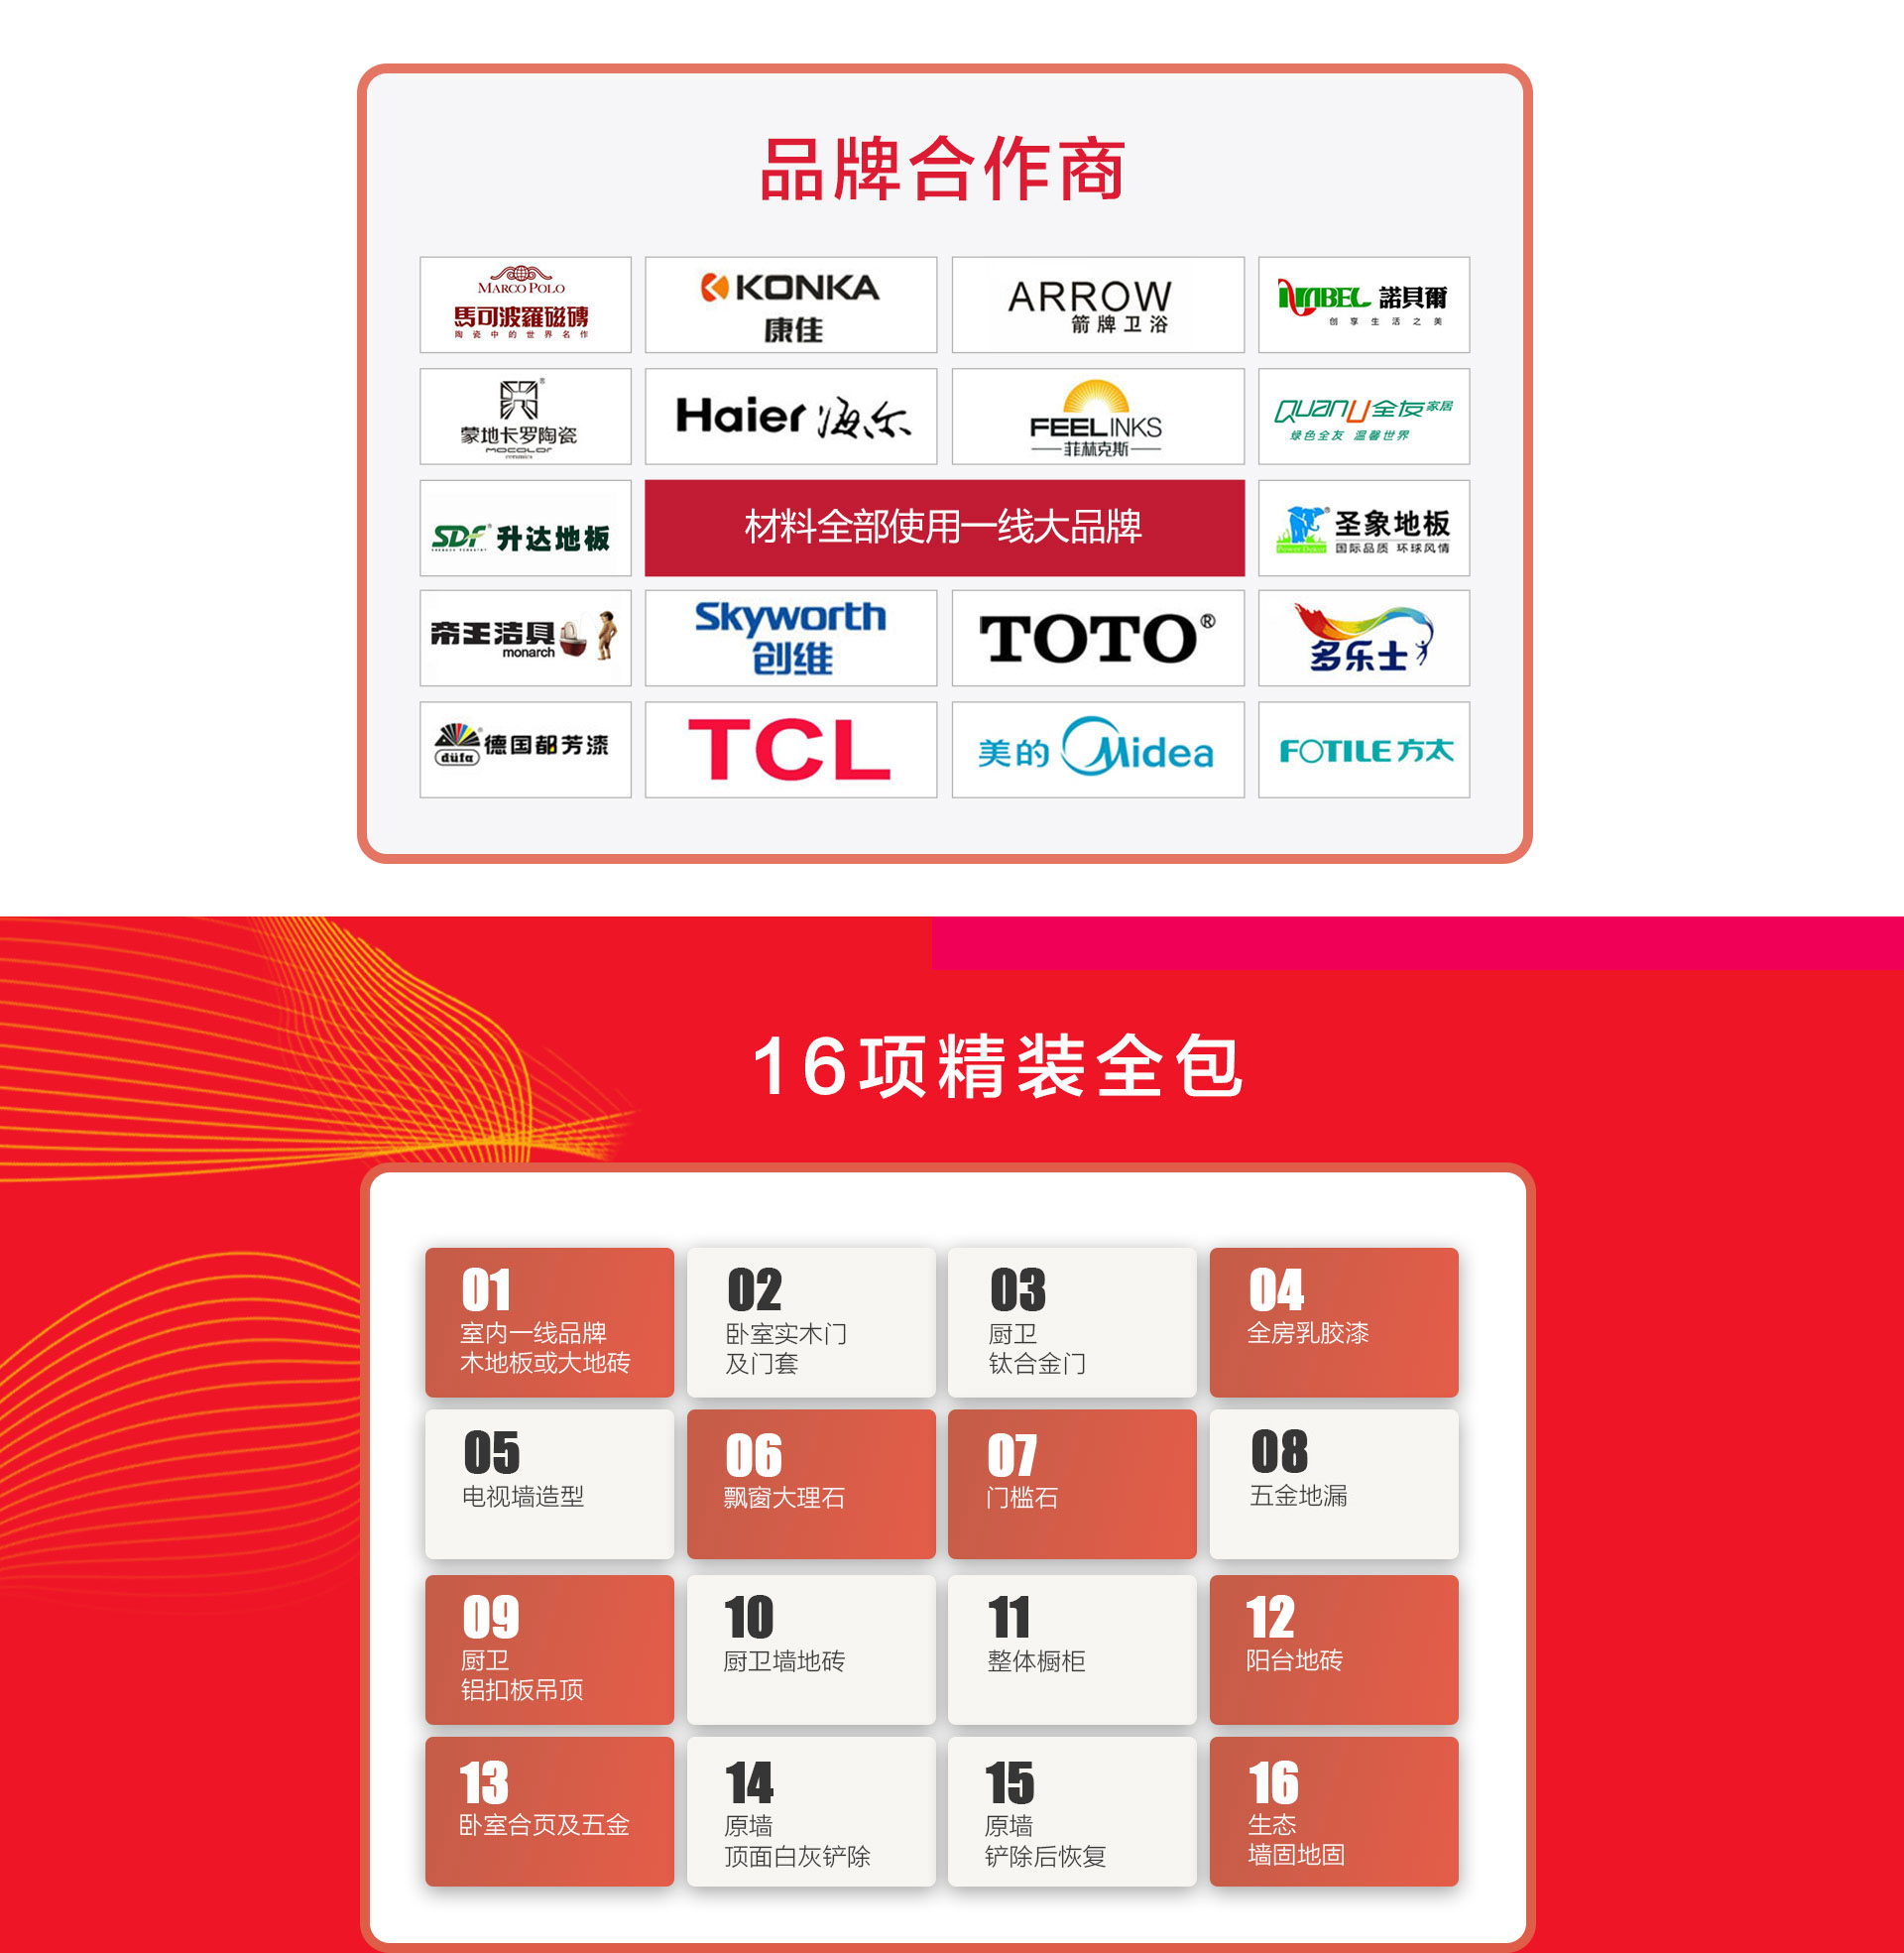 品牌合作商
MARCO POLO
馬可波羅磁磚
陶瓷中的世界名作
KONKA
康佳
ARROW
箭牌卫浴
NABEL 諾貝爾
创享生活之美
蒙地卡罗陶瓷
MOCOLOR
ceramics
Haier 海尔
FEELINKS
菲林克斯
QUANU 全友家居
绿色全友 温馨世界
SDF® 升达地板
材料全部使用一线大品牌
圣象地板
Power Dekor
国际品质 环球风情
帝王洁具
monarch
Skyworth
创维
TOTO®
多乐士
düfa 德国都芳漆
TCL
美的 Midea
FOTILE 方太
16项精装全包
01
室内一线品牌
木地板或大地砖
02
卧室实木门
及门套
03
厨卫
钛合金门
04
全房乳胶漆
05
电视墙造型
06
飘窗大理石
07
门槛石
08
五金地漏
09
厨卫
铝扣板吊顶
10
厨卫墙地砖
11
整体橱柜
12
阳台地砖
13
卧室合页及五金
14
原墙
顶面白灰铲除
15
原墙
铲除后恢复
16
生态
墙固地固